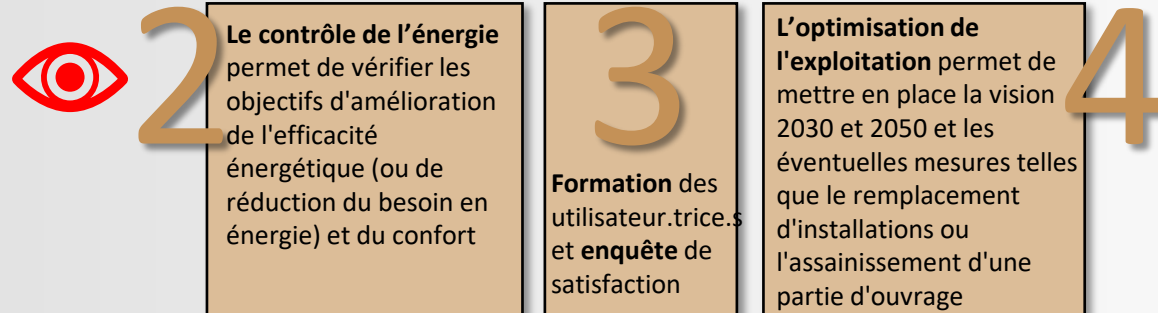 2
Le contrôle de l’énergie
permet de vérifier les
objectifs d'amélioration
de l'efficacité
énergétique (ou de
réduction du besoin en
énergie) et du confort
3
Formation des
utilisateur.trice.s
et enquête de
satisfaction
4
L’optimisation de
l'exploitation permet de
mettre en place la vision
2030 et 2050 et les
éventuelles mesures telles
que le remplacement
d'installations ou
l'assainissement d'une
partie d'ouvrage